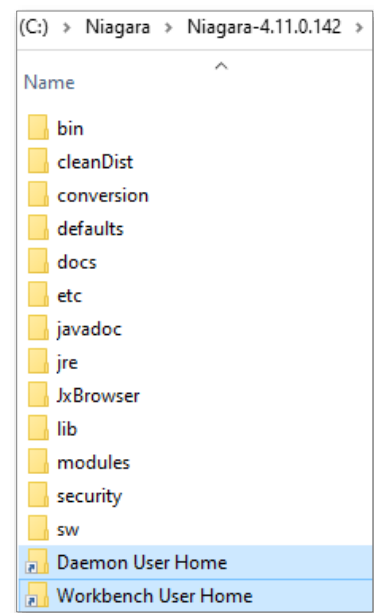 (C:) > Niagara > Niagara-4.11.0.142 >
Name
bin
cleanDist
conversion
defaults
docs
etc
javadoc
jre
JxBrowser
lib
modules
security
sw
Daemon User Home
Workbench User Home